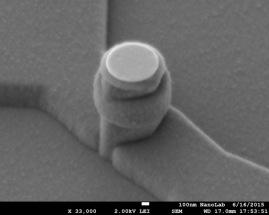 100nm NanoLab 6/16/2015
X 33,000 2.00kV LEI SEM WD 17.0mm 17:53:51